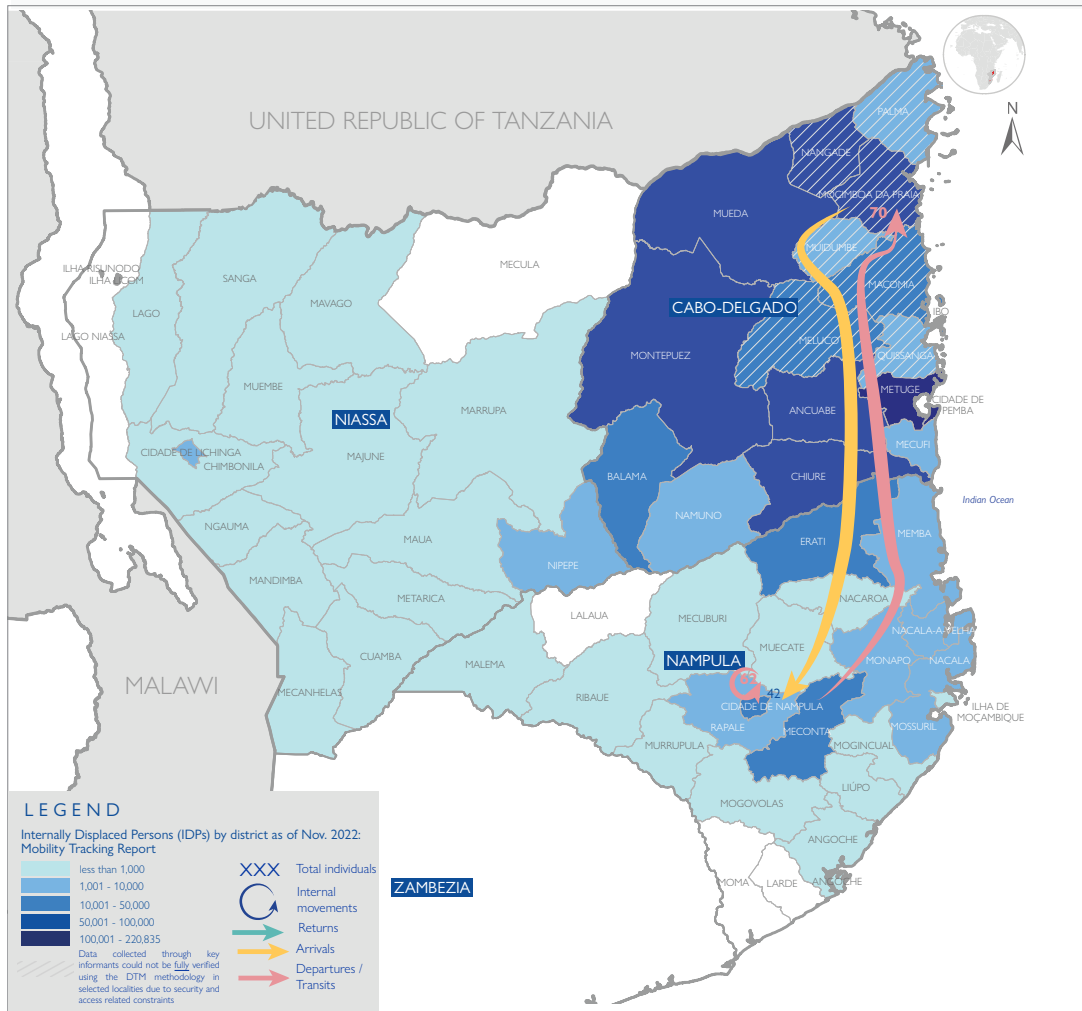 UNITED REPUBLIC OF TANZANIA
N
PALMA
NANGADE
MOCIMBOA DA PRAIA
70
MUEDA
MUIDUMBE
MECULA
ILHA RISUNODO
ILHA LICOM
SANGA
MAVAGO
LAGO
MACOMIA
CABO-DELGADO
IBO
LAGO NIASSA
MELUCO
MONTEPUEZ
QUISSANGA
MUEMBE
METUGE
CIDADE DE
PEMBA
MARRUPA
ANCUABE
NIASSA
CIDADE DE LICHINGA
CHIMBONILA
MAJUNE
MECUFI
BALAMA
CHIURE
Indian Ocean
NGAUMA
NAMUNO
MAUA
ERATI
MEMBA
NIPEPE
MANDIMBA
METARICA
NACAROA
LALAUA
MECUBURI
NACALA-A-VELHA
MUECATE
CUAMBA
NAMPULA
MONAPO
NACALA
MALEMA
MALAWI
MECANHELAS
RIBAUE
42
CIDADE DE NAMPULA
ILHA DE
MOÇAMBIQUE
RAPALE
MECONTA
MOSSURIL
MURRUPULA
MOGINCUAL
LIÚPO
MOGOVOLAS
ANGOCHE
MOMA
LARDE
ANGOCHE
ZAMBEZIA
LEGEND
Internally Displaced Persons (IDPs) by district as of Nov. 2022:
Mobility Tracking Report
less than 1,000
1,001 - 10,000
10,001 - 50,000
50,001 - 100,000
100,001 - 220,835
Data collected through key
informants could not be fully verified
using the DTM methodology in
selected localities due to security and
access related constraints
XXX Total individuals
Internal
movements
Returns
Arrivals
Departures /
Transits